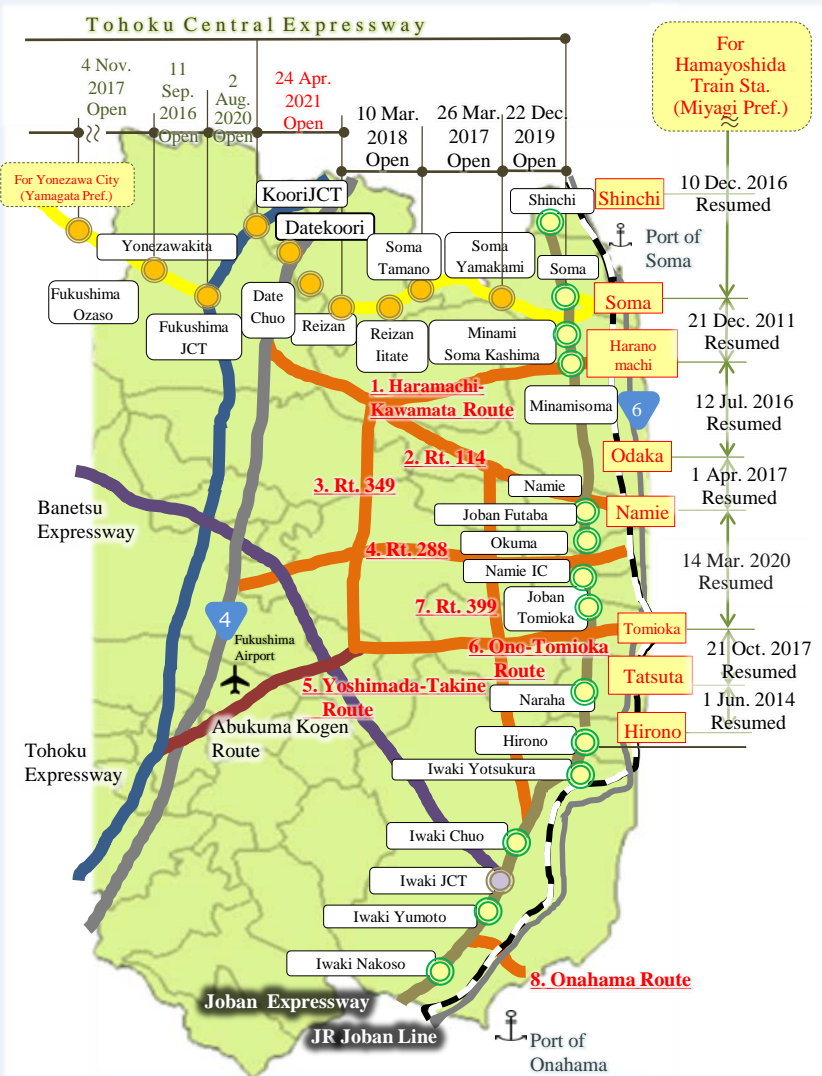 Tohoku Central Expressway
4 Nov.
2017
Open
11
Sep.
2016
Open
2
Aug.
2020
Open
24 Apr.
2021
Open
10 Mar.
2018
Open
26 Mar.
2017
Open
22 Dec.
2019
Open
For
Hamayoshida
Train Sta.
(Miyagi Pref.)
For Yonezawa City
(Yamagata Pref.)
KooriJCT
Datekoori
Yonezawakita
Fukushima
Ozaso
Fukushima
JCT
Date
Chuo
Reizan
Reizan
Iitate
Soma
Tamano
Soma
Yamakami
Shinchi
Soma
Minami
Soma Kashima
Minamisoma
Shinchi
Port of
Soma
Soma
Harano
machi
6
Odaka
Namie
Tomioka
Tatsuta
Hirono
10 Dec. 2016
Resumed
21 Dec. 2011
Resumed
12 Jul. 2016
Resumed
1 Apr. 2017
Resumed
14 Mar. 2020
Resumed
21 Oct. 2017
Resumed
1 Jun. 2014
Resumed
1. Haramachi-
Kawamata Route
2. Rt. 114
3. Rt. 349
4. Rt. 288
7. Rt. 399
6. Ono-Tomioka
Route
5. Yoshimada-Takine
Route
Banetsu
Expressway
4
Fukushima
Airport
Abukuma Kogen
Route
Tohoku
Expressway
Namie
Joban Futaba
Okuma
Namie IC
Joban
Tomioka
Naraha
Hirono
Iwaki Yotsukura
Iwaki Chuo
Iwaki JCT
Iwaki Yumoto
Iwaki Nakoso
8. Onahama Route
Joban Expressway
JR Joban Line
Port of
Onahama